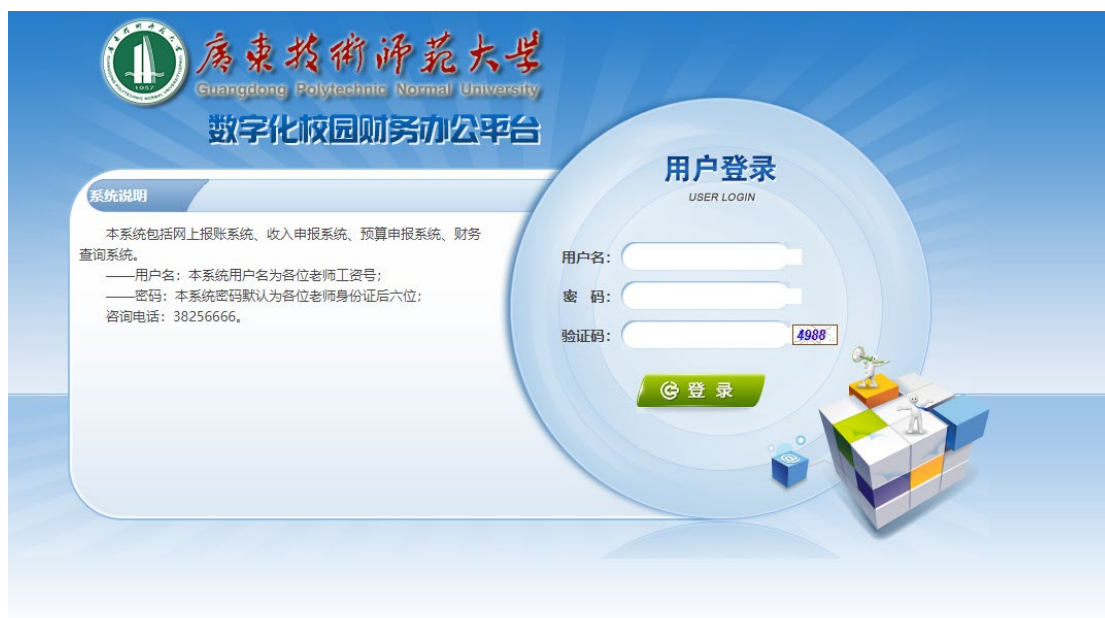 廣東技術师范大学
Guangdong Polytechnic Normal University
数字化校园财务办公平台
系统说明
本系统包括网上报账系统、收入申报系统、预算申报系统、财务
查询系统。
——用户名：本系统用户名为各位老师工资号；
——密码：本系统密码默认为各位老师身份证后六位；
咨询电话：38256666。
用户登录
USER LOGIN
用户名：
密 码：
验证码：
4988
登 录
1957